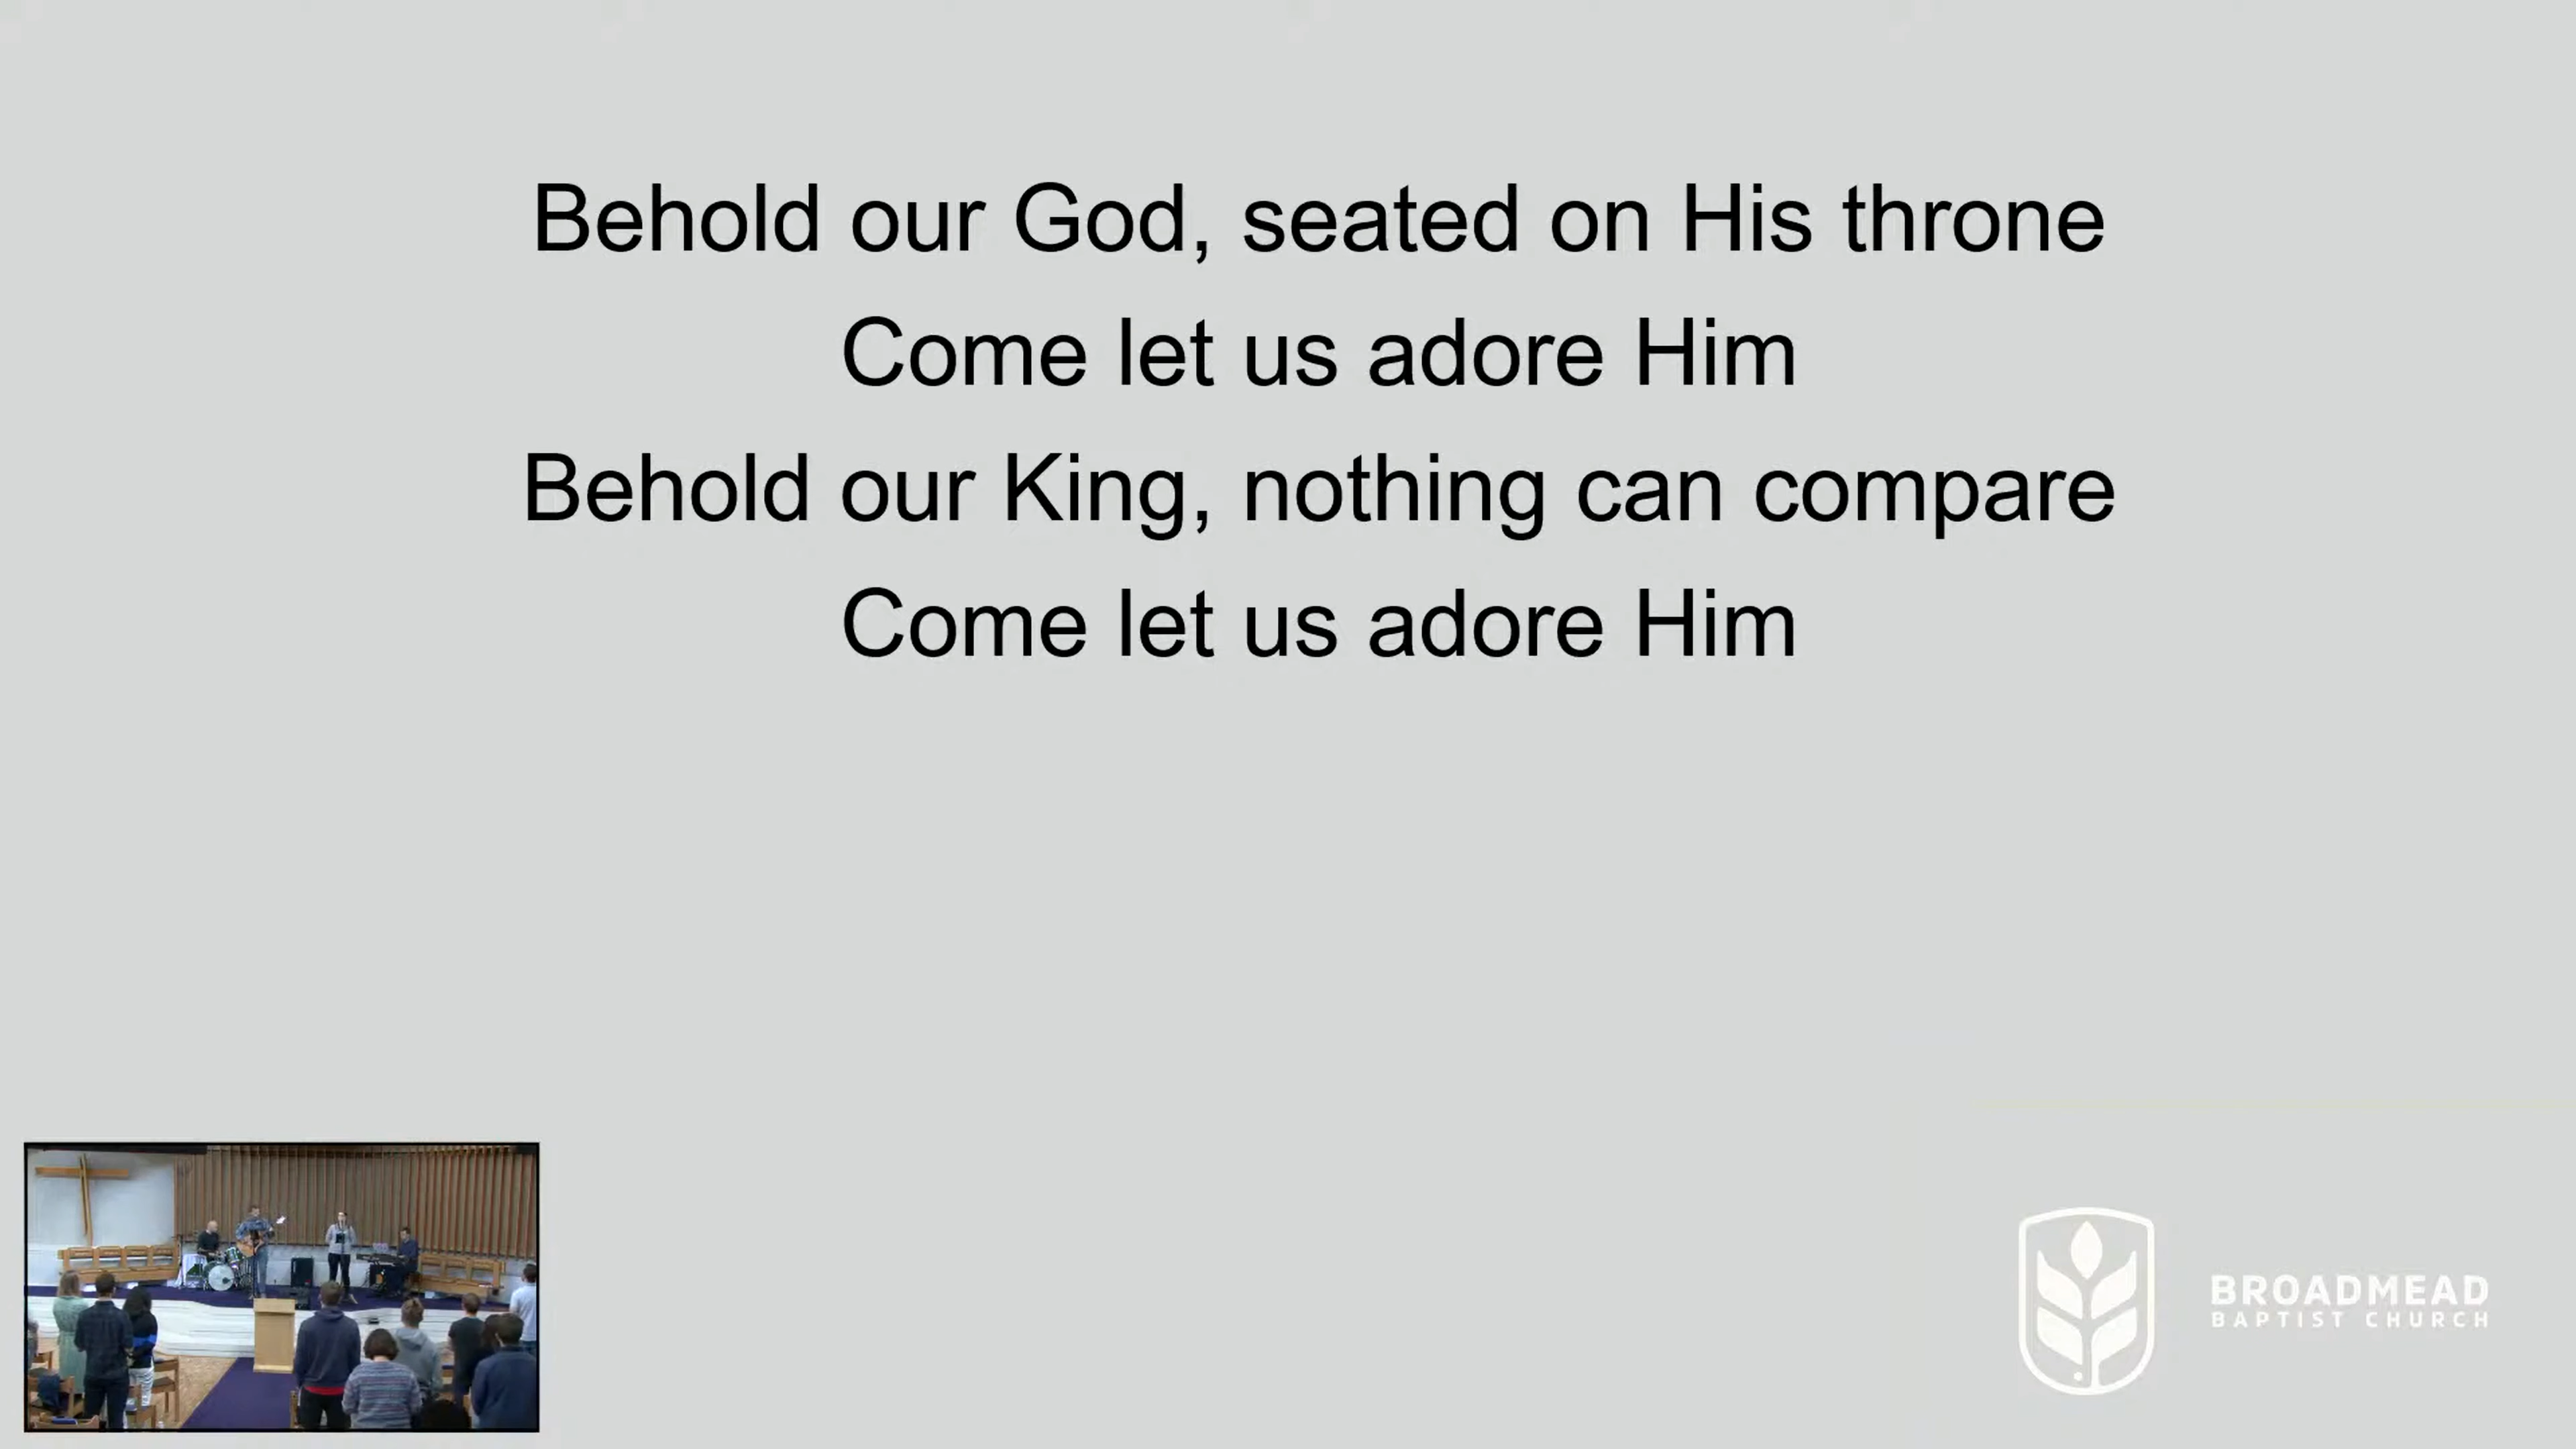 Behold our God, seated on His throne
Come let us adore Him
Behold our King, nothing can compare
Come let us adore Him
BROADMEAD
BAPTIST CHURCH